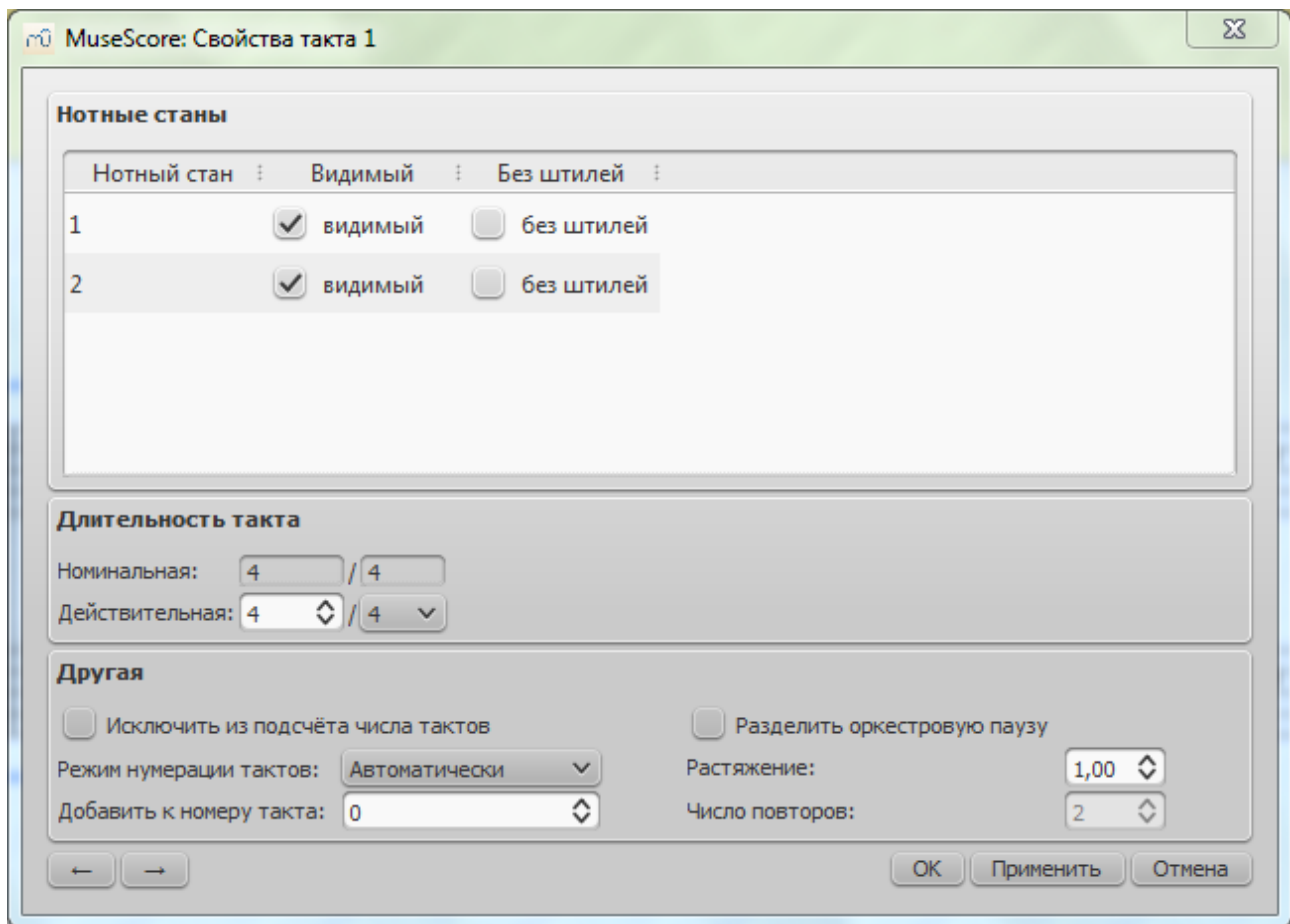 MuseScore: Свойства такта 1
Нотные станы
Нотный стан Видимый Без штилей
1 видимый без штилей
2 видимый без штилей
Длительность такта
Номинальная: 4 / 4
Действительная: 4 / 4
Другая
Исключить из подсчёта числа тактов Разделить оркестровую паузу
Режим нумерации тактов: Автоматически Растяжение: 1,00
Добавить к номеру такта: 0 Число повторов: 2
← → OK Применить Отмена